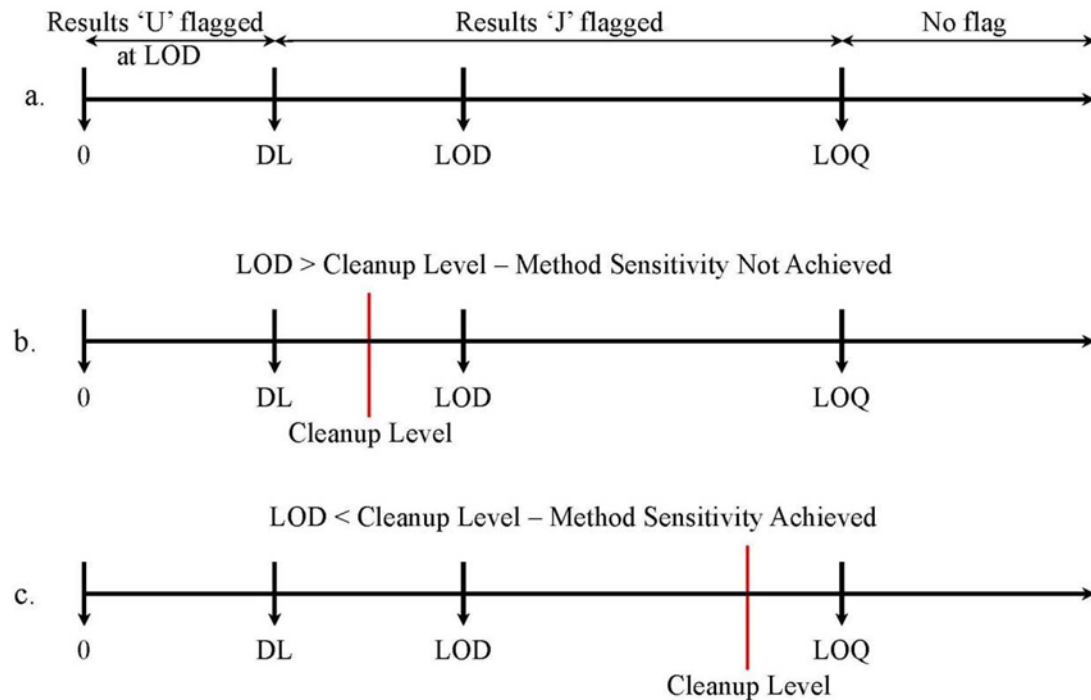 Results ‘U’ flagged
at LOD
Results ‘J’ flagged
No flag
a.
0
DL
LOD
LOQ
LOD > Cleanup Level – Method Sensitivity Not Achieved
b.
0
DL
LOD
LOQ
Cleanup Level
LOD < Cleanup Level – Method Sensitivity Achieved
c.
0
DL
LOD
LOQ
Cleanup Level